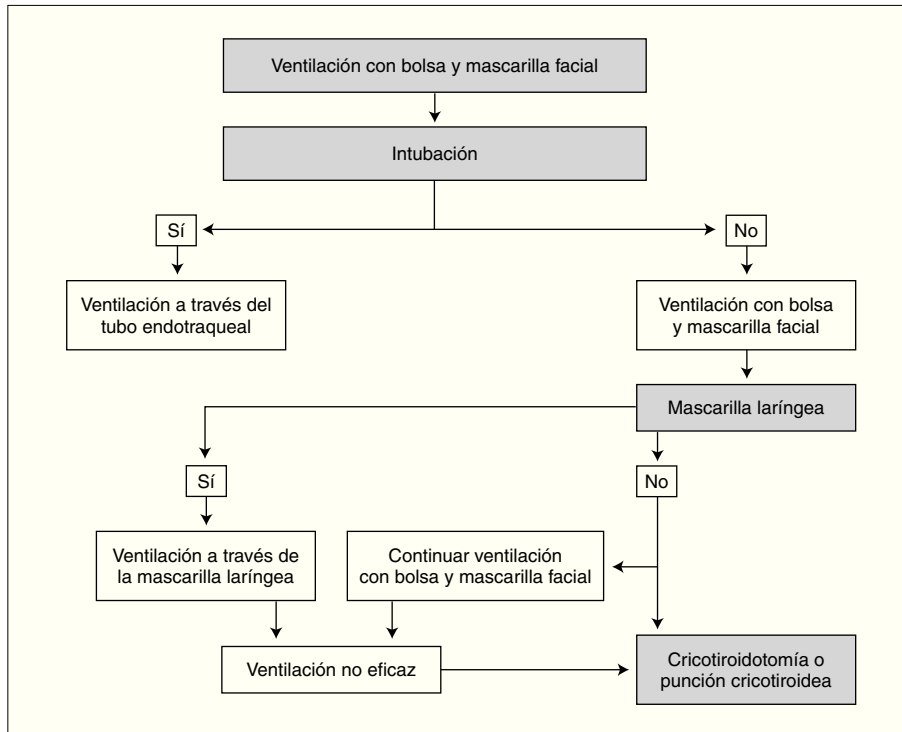 Ventilación con bolsa y mascarilla facial
Intubación
Sí
No
Ventilación a través del
tubo endotraqueal
Ventilación con bolsa
y mascarilla facial
Mascarilla laríngea
Sí
No
Ventilación a través de
la mascarilla laríngea
Continuar ventilación
con bolsa y mascarilla facial
Ventilación no eficaz
Cricotiroidotomía o
punción cricotiroidea